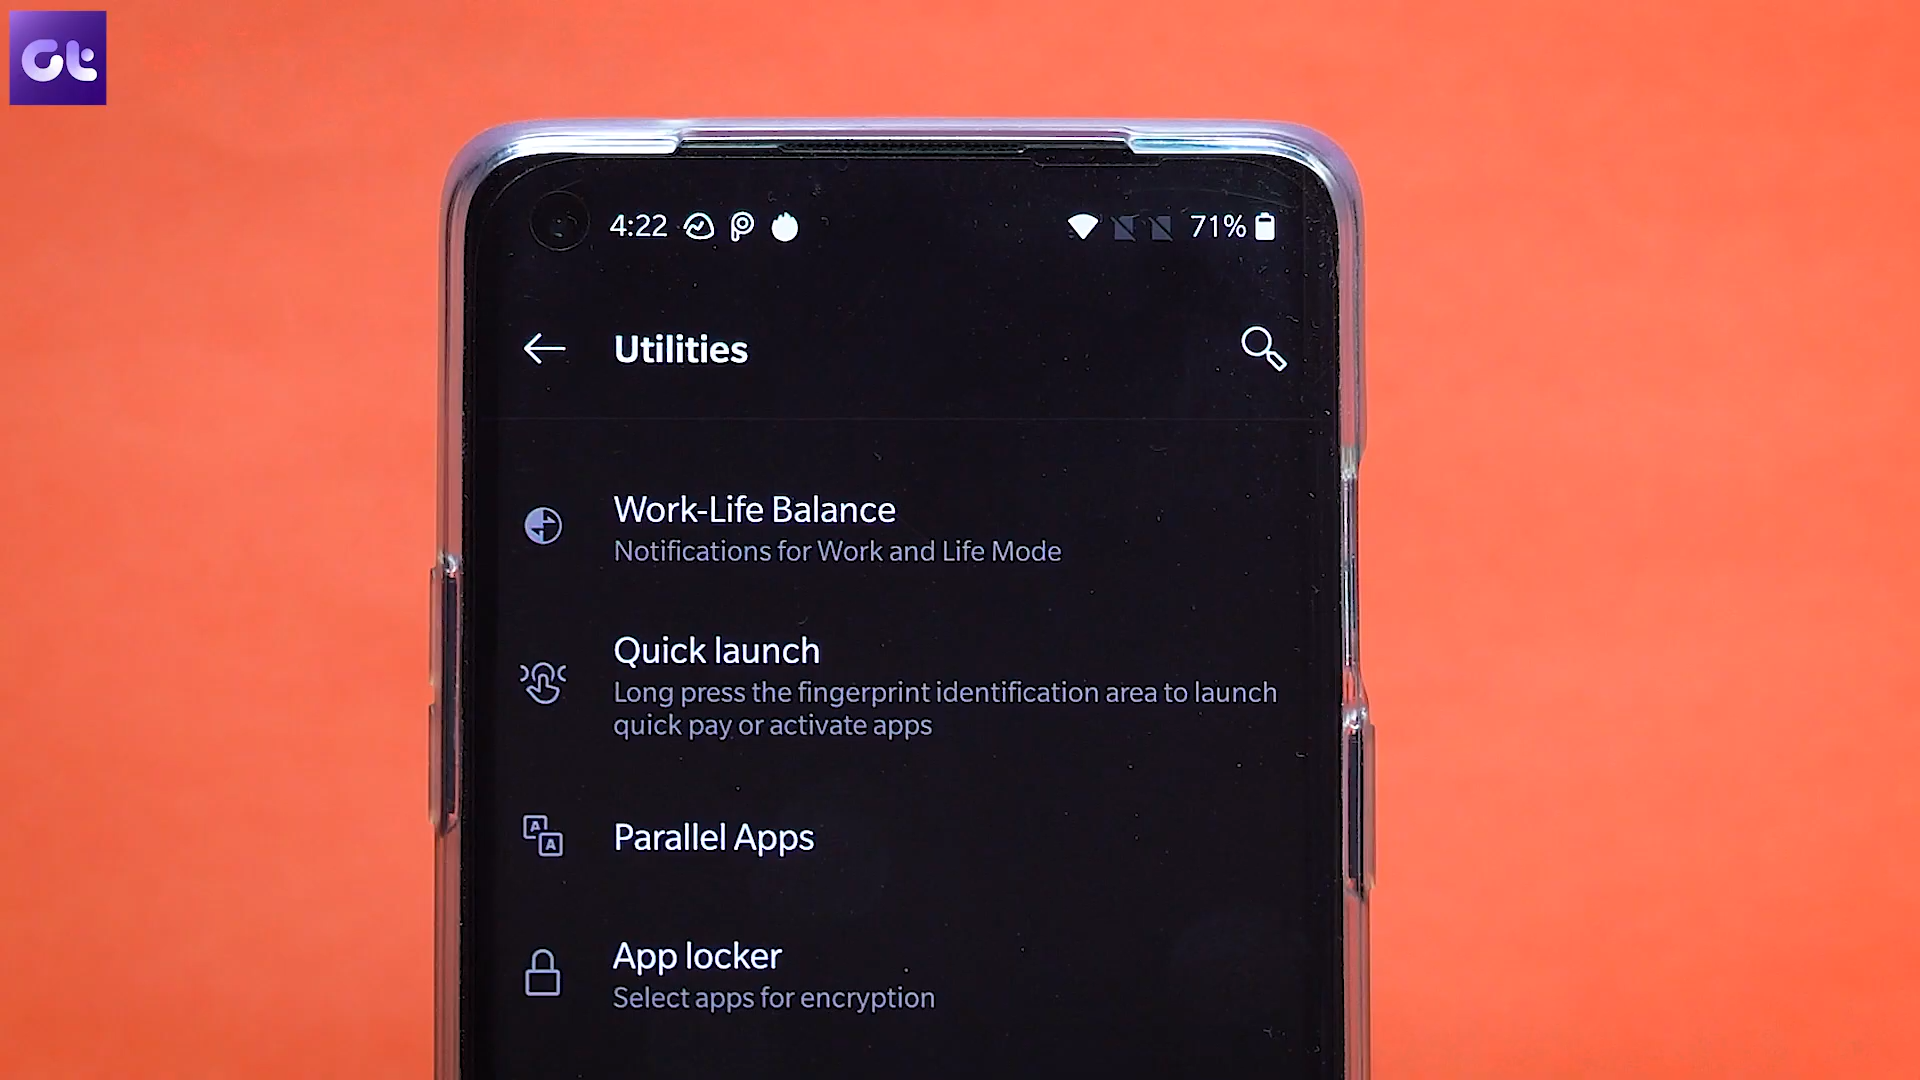 Gt
4:22
71%
Utilities
Work-Life Balance
Notifications for Work and Life Mode
Quick launch
Long press the fingerprint identification area to launch
quick pay or activate apps
Parallel Apps
App locker
Select apps for encryption